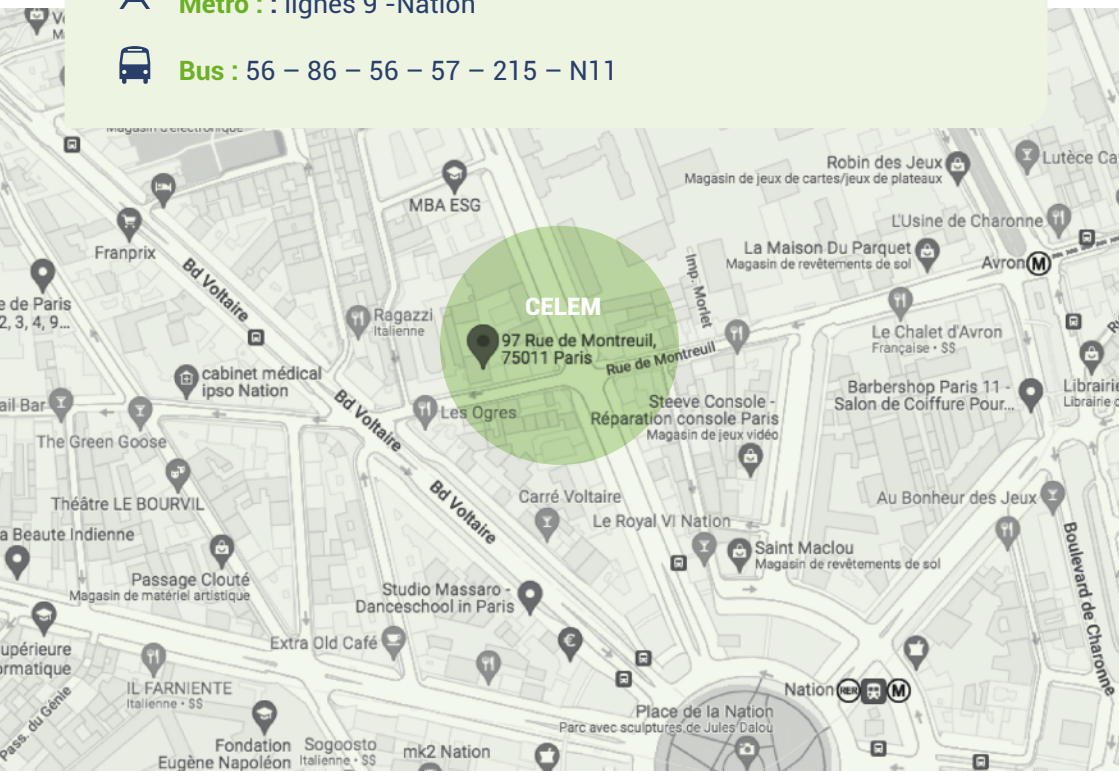 Métro : : lignes 9 -Nation
Bus : 56 – 86 – 56 – 57 – 215 – N11
Magasin d'électronique
MBA ESG
Robin des Jeux
Magasin de jeux de cartes/jeux de plateaux
Lutèce Ca
L'Usine de Charonne
Franprix
Bd Voltaire
La Maison Du Parquet
Magasin de revêtements de sol
Avron M
Imp. Morlet
e de Paris
2, 3, 4, 9...
CELEM
Ragazzi
Italienne
97 Rue de Montreuil,
75011 Paris
Rue de Montreuil
Le Chalet d'Avron
Française • $$
cabinet médical
ipso Nation
Barbershop Paris 11 -
Salon de Coiffure Pour...
Librairie
Librairie
ail Bar
The Green Goose
Bd Voltaire
Les Ogres
Steeve Console -
Réparation console Paris
Magasin de jeux vidéo
Théâtre LE BOURVIL
Bd Voltaire
Carré Voltaire
Au Bonheur des Jeux
Le Royal VI Nation
a Beaute Indienne
Saint Maclou
Magasin de revêtements de sol
Boulevard de Charonne
Passage Clouté
Magasin de matériel artistique
Studio Massaro -
Danceschool in Paris
Extra Old Café
€
upérieure
ormatique
IL FARNIENTE
Italienne • $$
Nation RER M
Place de la Nation
Parc avec sculptures de Jules Dalou
Pass. du Génie
Fondation
Eugène Napoléon
Sogoosto
Italienne • $$
mk2 Nation